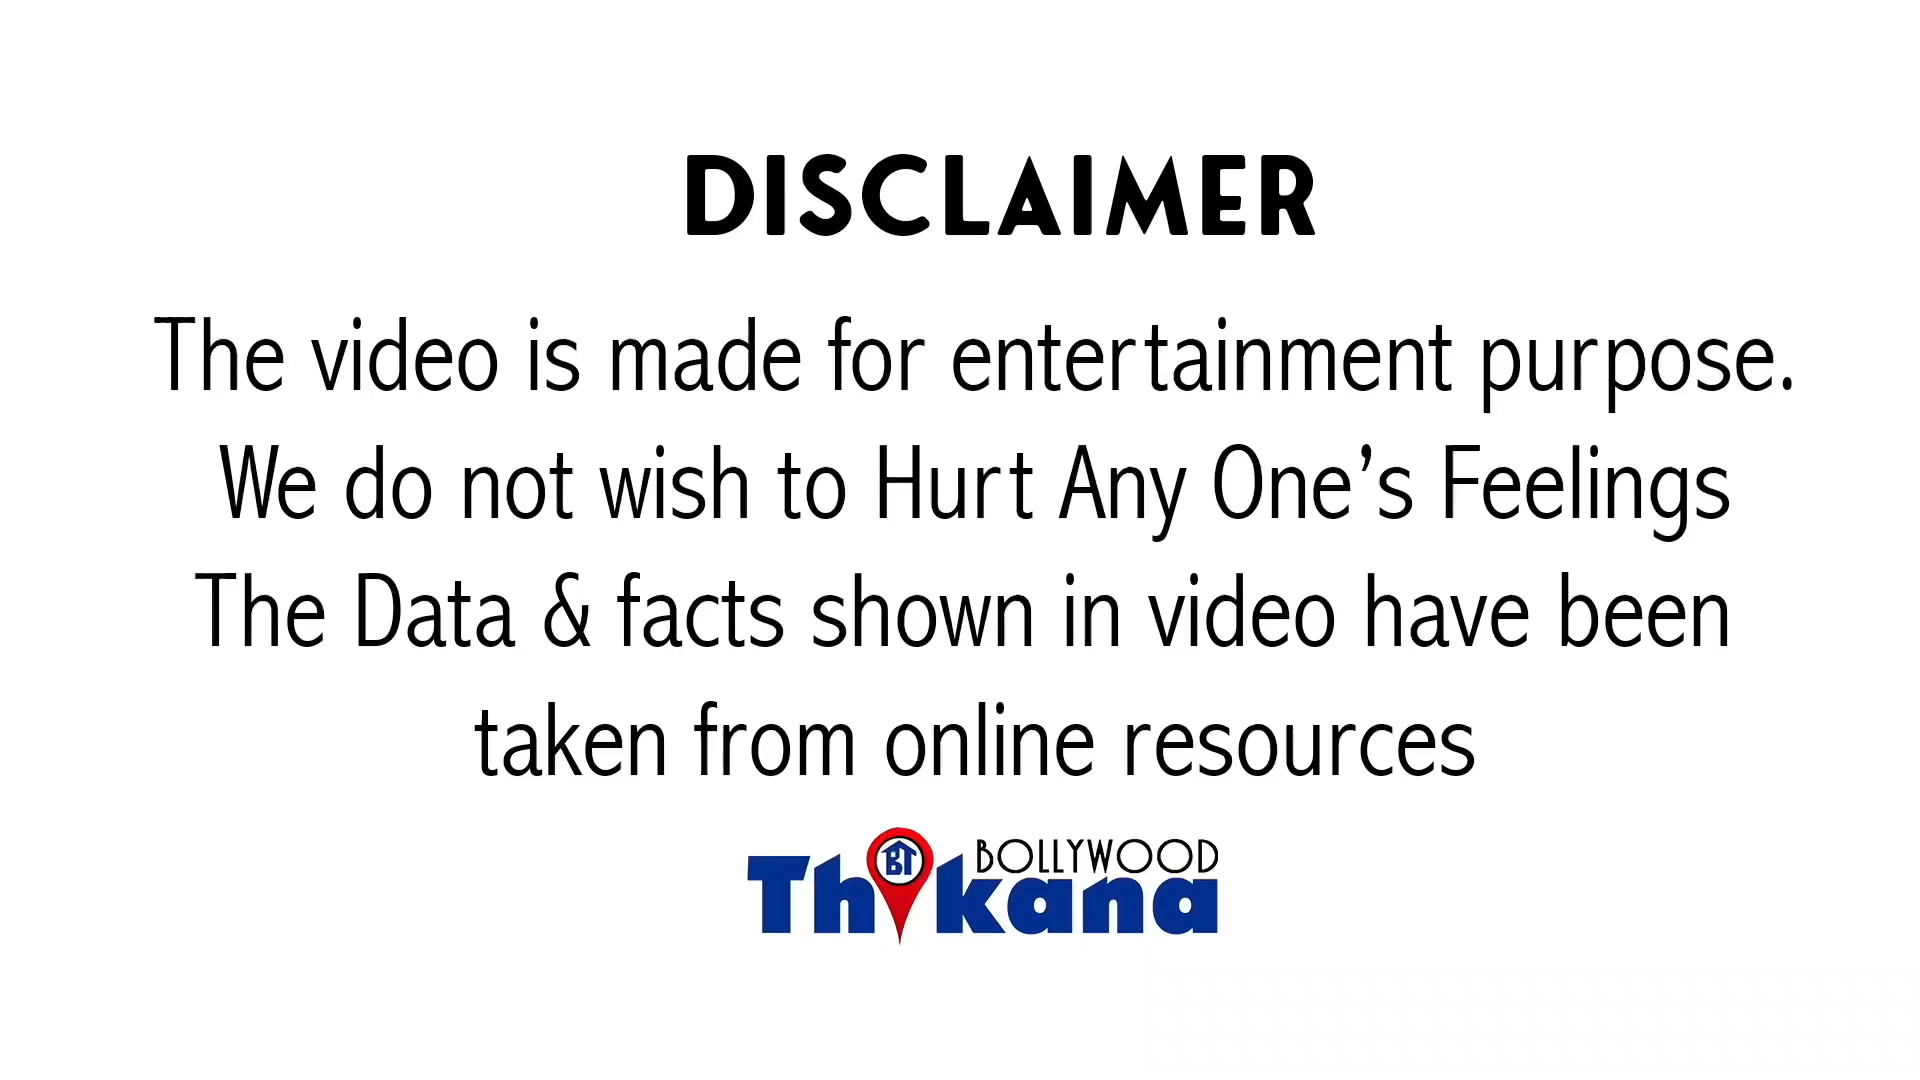 DISCLAIMER
The video is made for entertainment purpose.
We do not wish to Hurt Any One’s Feelings
The Data & facts shown in video have been
taken from online resources
BT BOLLYWOOD
Thikana